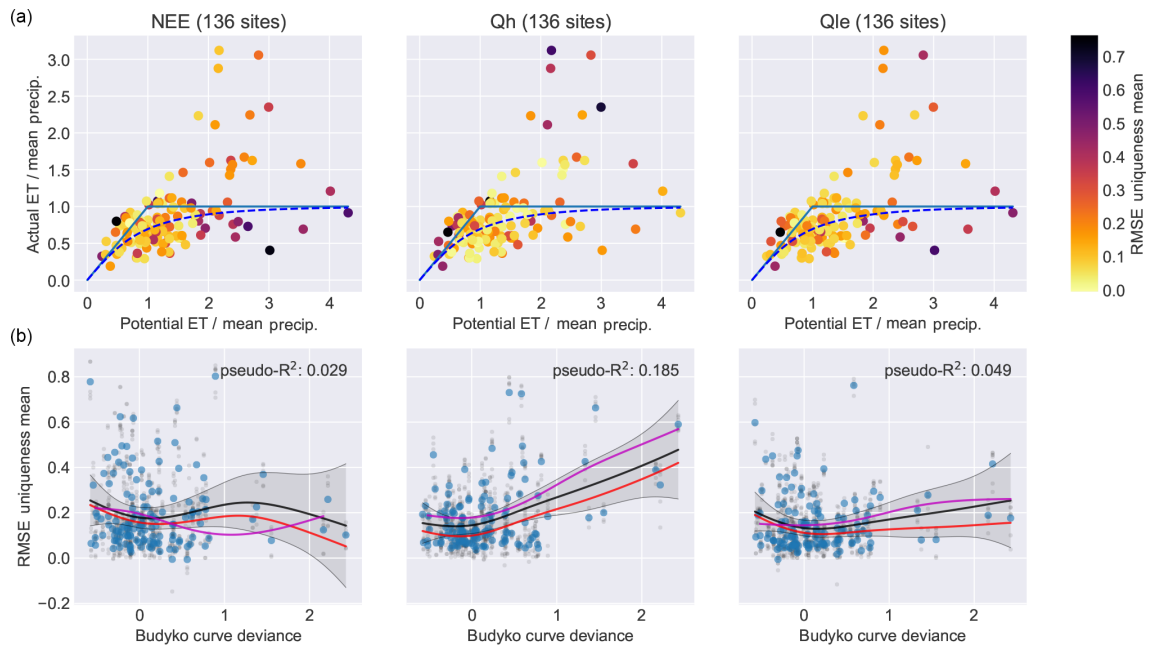 (a)
NEE (136 sites)
Qh (136 sites)
Qle (136 sites)
Actual ET / mean precip.
3.0
2.5
2.0
1.5
1.0
0.5
0.0
0 1 2 3 4
0 1 2 3 4
0 1 2 3 4
Potential ET / mean precip.
Potential ET / mean precip.
Potential ET / mean precip.
0.7
0.6
0.5
0.4
0.3
0.2
0.1
0.0
RMSE uniqueness mean
(b)
RMSE uniqueness mean
0.8
0.6
0.4
0.2
0.0
−0.2
pseudo-R²: 0.029
pseudo-R²: 0.185
pseudo-R²: 0.049
0 1 2
0 1 2
0 1 2
Budyko curve deviance
Budyko curve deviance
Budyko curve deviance